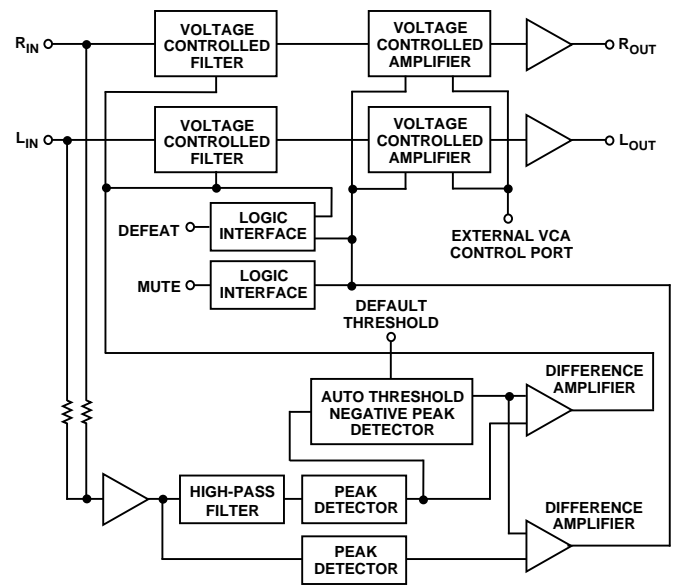 R_IN
VOLTAGE
CONTROLLED
FILTER
VOLTAGE
CONTROLLED
AMPLIFIER
R_OUT
L_IN
VOLTAGE
CONTROLLED
FILTER
VOLTAGE
CONTROLLED
AMPLIFIER
L_OUT
DEFEAT
LOGIC
INTERFACE
EXTERNAL VCA
CONTROL PORT
MUTE
LOGIC
INTERFACE
DEFAULT
THRESHOLD
AUTO THRESHOLD
NEGATIVE PEAK
DETECTOR
DIFFERENCE
AMPLIFIER
HIGH-PASS
FILTER
PEAK
DETECTOR
DIFFERENCE
AMPLIFIER
PEAK
DETECTOR